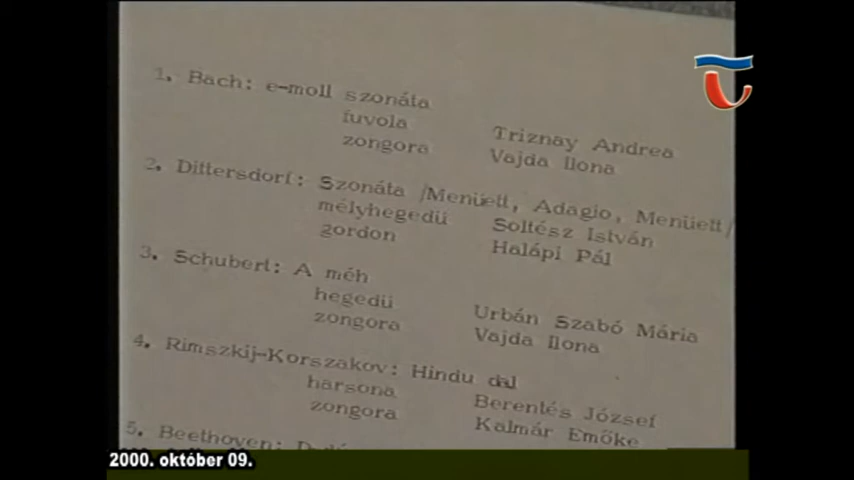 1. Bach: e-moll szonáta
fuvola Triznay Andrea
zongora Vajda Ilona
2. Dittersdorf: Szonáta /Menüett, Adagio, Menüett/
mélyhegedü Soltész István
gordon Halápi Pál
3. Schubert: A méh
hegedü Urbán Szabó Mária
zongora Vajda Ilona
4. Rimszkij-Korszakov: Hindu dal
harsona Berentés József
zongora Kalmár Emőke
5. Beethoven:
2000. október 09.